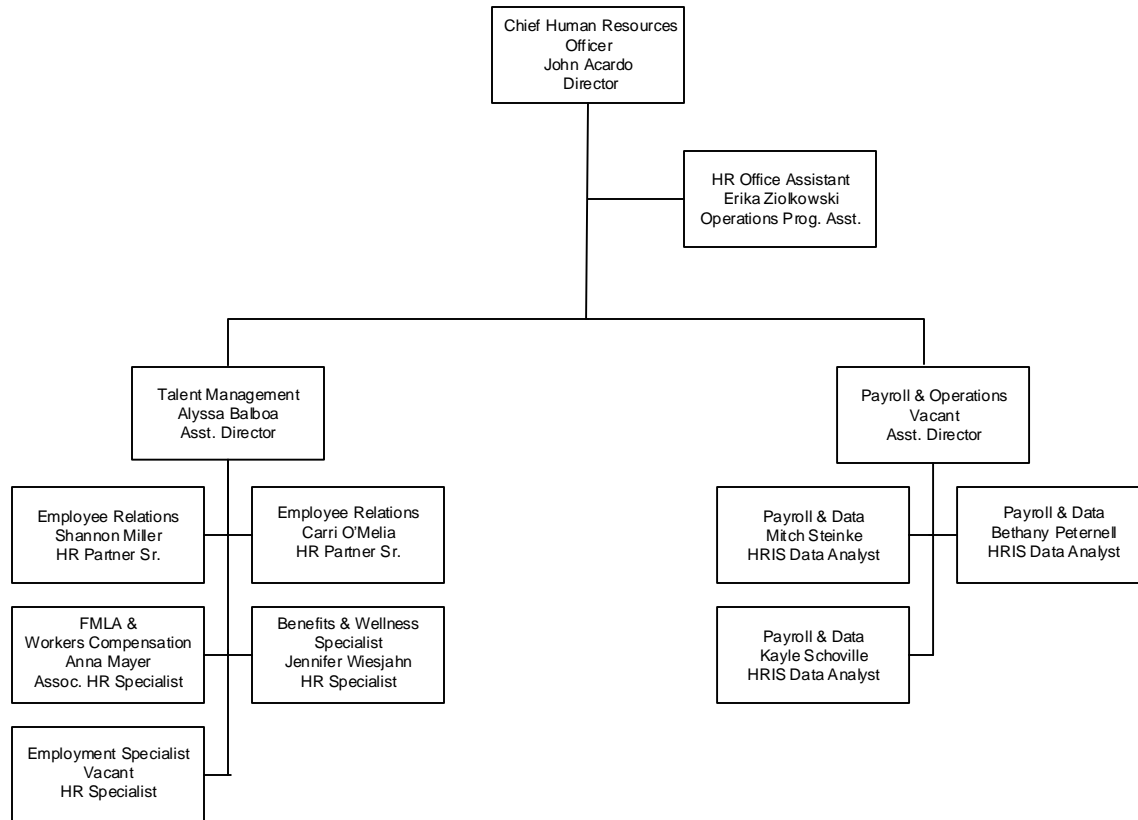 Chief Human Resources
Officer
John Acardo
Director
HR Office Assistant
Erika Ziolkowski
Operations Prog. Asst.
Talent Management
Alyssa Balboa
Asst. Director
Payroll & Operations
Vacant
Asst. Director
Employee Relations
Shannon Miller
HR Partner Sr.
Employee Relations
Carri O'Melia
HR Partner Sr.
Payroll & Data
Mitch Steinke
HRIS Data Analyst
Payroll & Data
Bethany Peternell
HRIS Data Analyst
FMLA &
Workers Compensation
Anna Mayer
Assoc. HR Specialist
Benefits & Wellness
Specialist
Jennifer Wiesjahn
HR Specialist
Payroll & Data
Kayle Schoville
HRIS Data Analyst
Employment Specialist
Vacant
HR Specialist